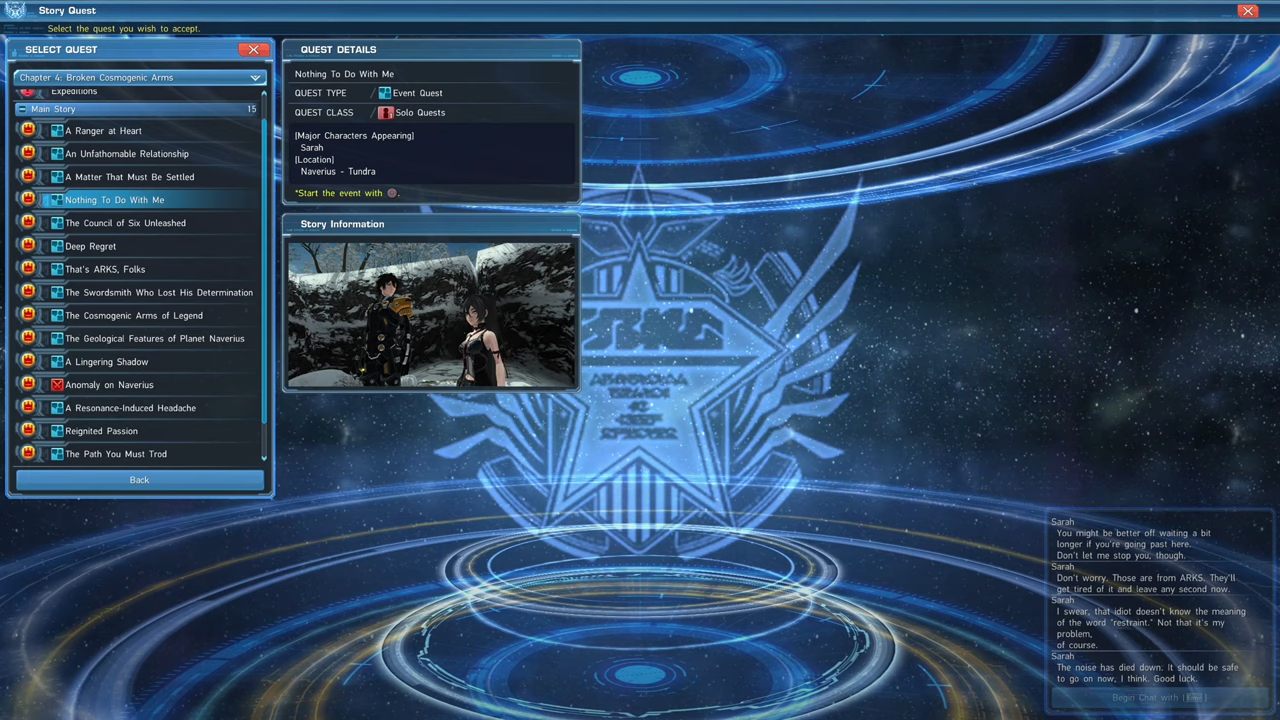 Story Quest
Select the quest you wish to accept.
SELECT QUEST
Chapter 4: Broken Cosmogenic Arms
Expeditions
Main Story 15
A Ranger at Heart
An Unfathomable Relationship
A Matter That Must Be Settled
Nothing To Do With Me
The Council of Six Unleashed
Deep Regret
That's ARKS, Folks
The Swordsmith Who Lost His Determination
The Cosmogenic Arms of Legend
The Geological Features of Planet Naverius
A Lingering Shadow
Anomaly on Naverius
A Resonance-Induced Headache
Reignited Passion
The Path You Must Trod
Back
QUEST DETAILS
Nothing To Do With Me
QUEST TYPE / Event Quest
QUEST CLASS / Solo Quests
[Major Characters Appearing]
Sarah
[Location]
Naverius - Tundra
*Start the event with .
Story Information
Sarah
You might be better off waiting a bit
longer if you're going past here.
Don't let me stop you, though.
Sarah
Don't worry. Those are from ARKS. They'll
get tired of it and leave any second now.
Sarah
I swear, that idiot doesn't know the meaning
of the word "restraint." Not that it's my
problem,
of course.
Sarah
The noise has died down. It should be safe
to go on now, I think. Good luck.
Begin Chat with [ ]